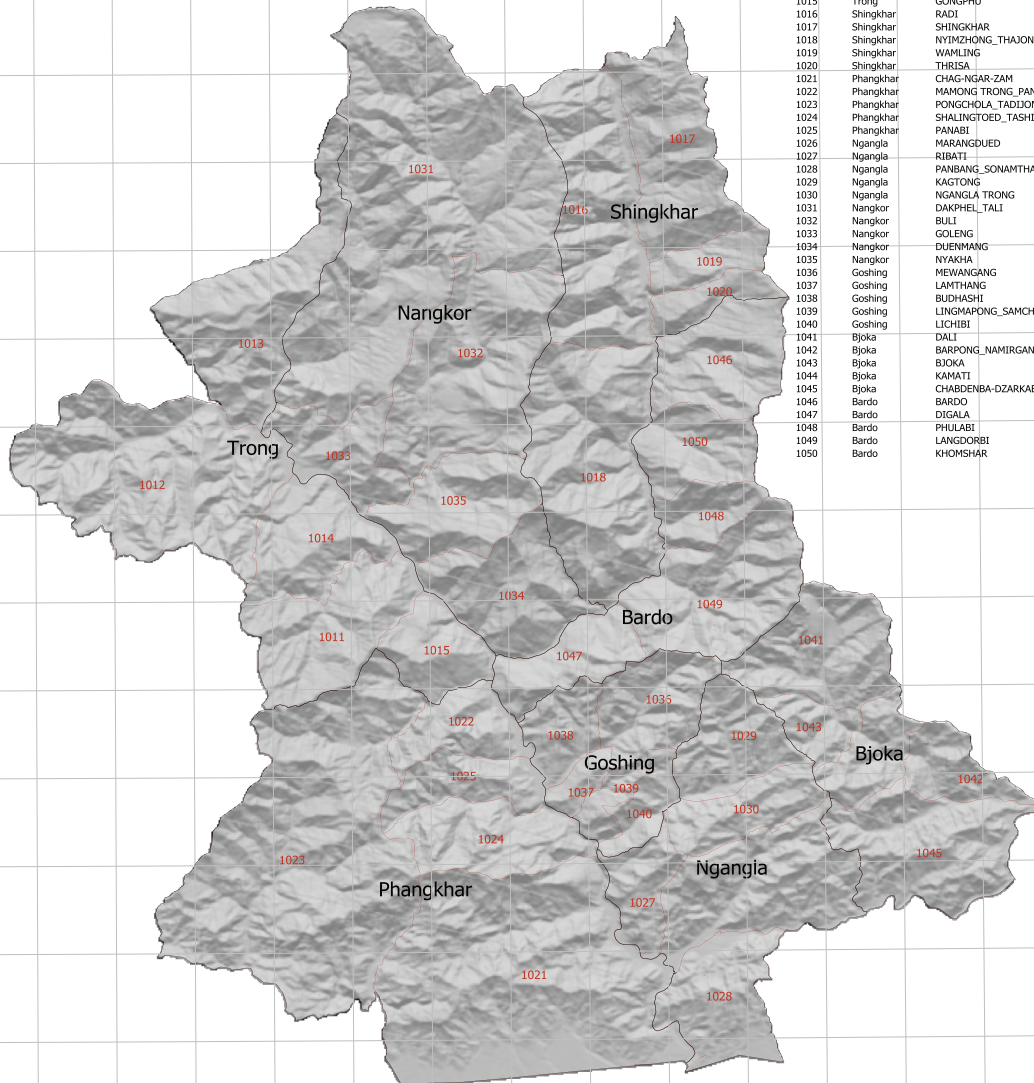 1015 Trong GONGPHU
1016 Shingkhar RADI
1017 Shingkhar SHINGKHAR
1018 Shingkhar NYIMZHONG_THAJON
1019 Shingkhar WAMLING
1020 Shingkhar THRISA
1021 Phangkhar CHAG-NGAR-ZAM
1022 Phangkhar MAMONG TRONG_PAN
1023 Phangkhar PONGCHOLA_TADIJON
1024 Phangkhar SHALINGTOED_TASHI
1025 Phangkhar PANABI
1026 Ngangla MARANGDUED
1027 Ngangla RIBATI
1028 Ngangla PANBANG_SONAMTHA
1029 Ngangla KAGTONG
1030 Ngangla NGANGLA TRONG
1031 Nangkor DAKPHEL_TALI
1032 Nangkor BULI
1033 Nangkor GOLENG
1034 Nangkor DUENMANG
1035 Nangkor NYAKHA
1036 Goshing MEWANGANG
1037 Goshing LAMTHANG
1038 Goshing BUDHASHI
1039 Goshing LINGMAPONG_SAMCH
1040 Goshing LICHIBI
1041 Bjoka DALI
1042 Bjoka BARPONG_NAMIRGAN
1043 Bjoka BJOKA
1044 Bjoka KAMATI
1045 Bjoka CHABDENBA-DZARKAB
1046 Bardo BARDO
1047 Bardo DIGALA
1048 Bardo PHULABI
1049 Bardo LANGDORBI
1050 Bardo KHOMSHAR
1017
1031
1016
Shingkhar
1019
1020
Nangkor
1013
1032
1046
Trong
1050
1033
1018
1012
1035
1048
1014
1034
1049
Bardo
1011
1041
1015
1047
1036
1022
1043
1038
1029
Bjoka
Goshing
1025
1042
1039
1037
1030
1040
1024
1045
1023
Ngangla
Phangkhar
1027
1021
1028